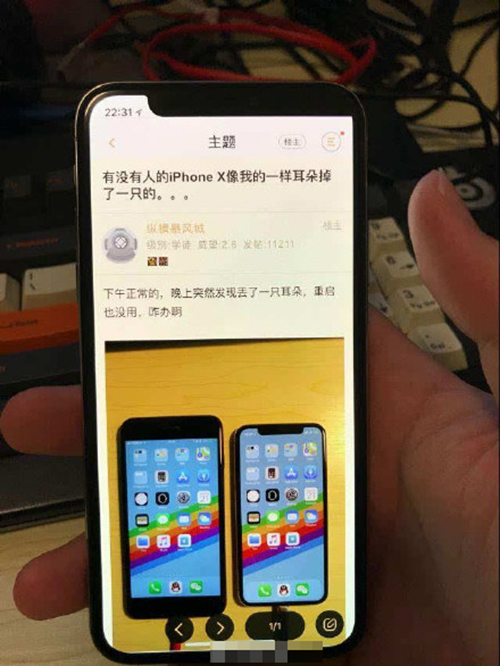 22:31
主题
楼主
有没有人的iPhone X像我的一样耳朵掉
了一只的。。。
纵横暴风城
楼主
级别:学徒 威望:2.6 发帖:11211
下午正常的，晚上突然发现丢了一只耳朵，重启
也没用，咋办啊
1/1